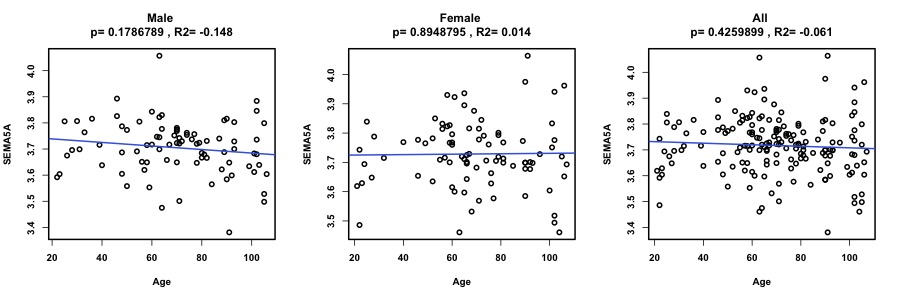 Male
p= 0.1786789 , R2= -0.148
SEMA5A
4.0
3.9
3.8
3.7
3.6
3.5
3.4
20 40 60 80 100
Age
Female
p= 0.8948795 , R2= 0.014
SEMA5A
4.0
3.9
3.8
3.7
3.6
3.5
20 40 60 80 100
Age
All
p= 0.4259899 , R2= -0.061
SEMA5A
4.0
3.9
3.8
3.7
3.6
3.5
3.4
20 40 60 80 100
Age